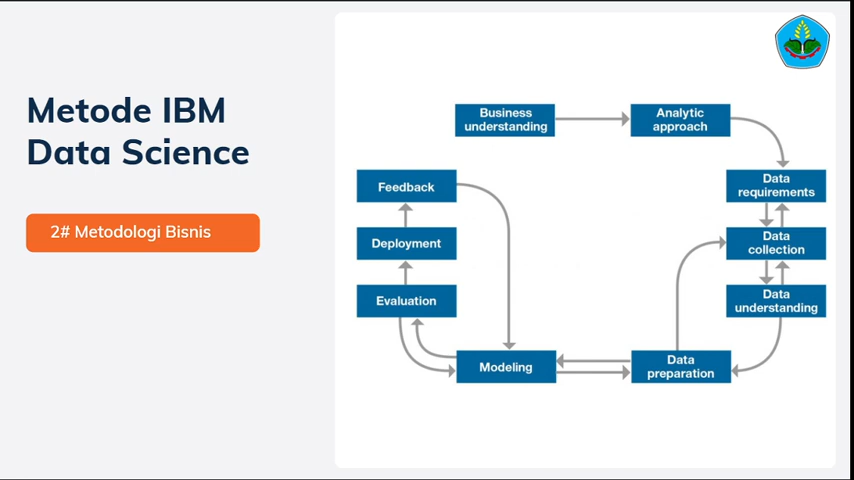 Metode IBM
Data Science
2# Metodologi Bisnis
Business
understanding
Analytic
approach
Data
requirements
Data
collection
Data
understanding
Data
preparation
Modeling
Evaluation
Deployment
Feedback